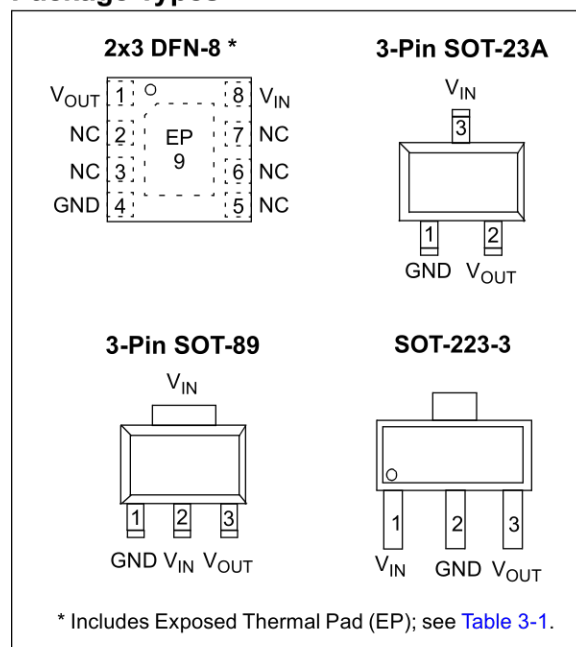 2x3 DFN-8 *
VOUT 1 8 VIN
NC 2 EP 7 NC
NC 3 9 6 NC
GND 4 5 NC
3-Pin SOT-23A
VIN
3
1 2
GND VOUT
3-Pin SOT-89
VIN
1 2 3
GND VIN VOUT
SOT-223-3
1 2 3
VIN GND VOUT
* Includes Exposed Thermal Pad (EP); see Table 3-1.